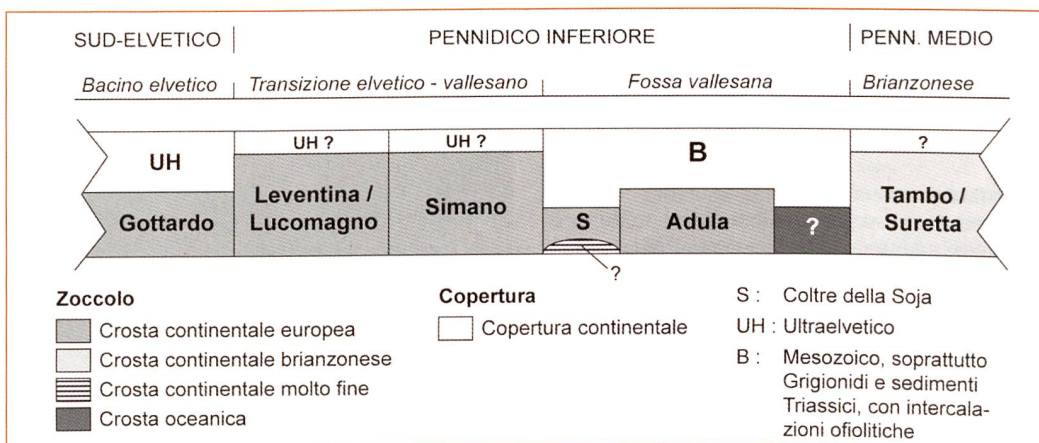 SUD-ELVETICO
PENNIDICO INFERIORE
PENN. MEDIO
Bacino elvetico
Transizione elvetico - vallesano
Fossa vallesana
Brianzonese
UH
UH ?
UH ?
B
?
Gottardo
Leventina /
Lucomagno
Simano
S
Adula
?
Tambo /
Suretta
?
Zoccolo
Crosta continentale europea
Crosta continentale brianzonese
Crosta continentale molto fine
Crosta oceanica
Copertura
Copertura continentale
S : Coltre della Soja
UH : Ultraelvetico
B : Mesozoico, soprattutto
Grigionidi e sedimenti
Triassici, con intercala-
zioni ofiolitiche